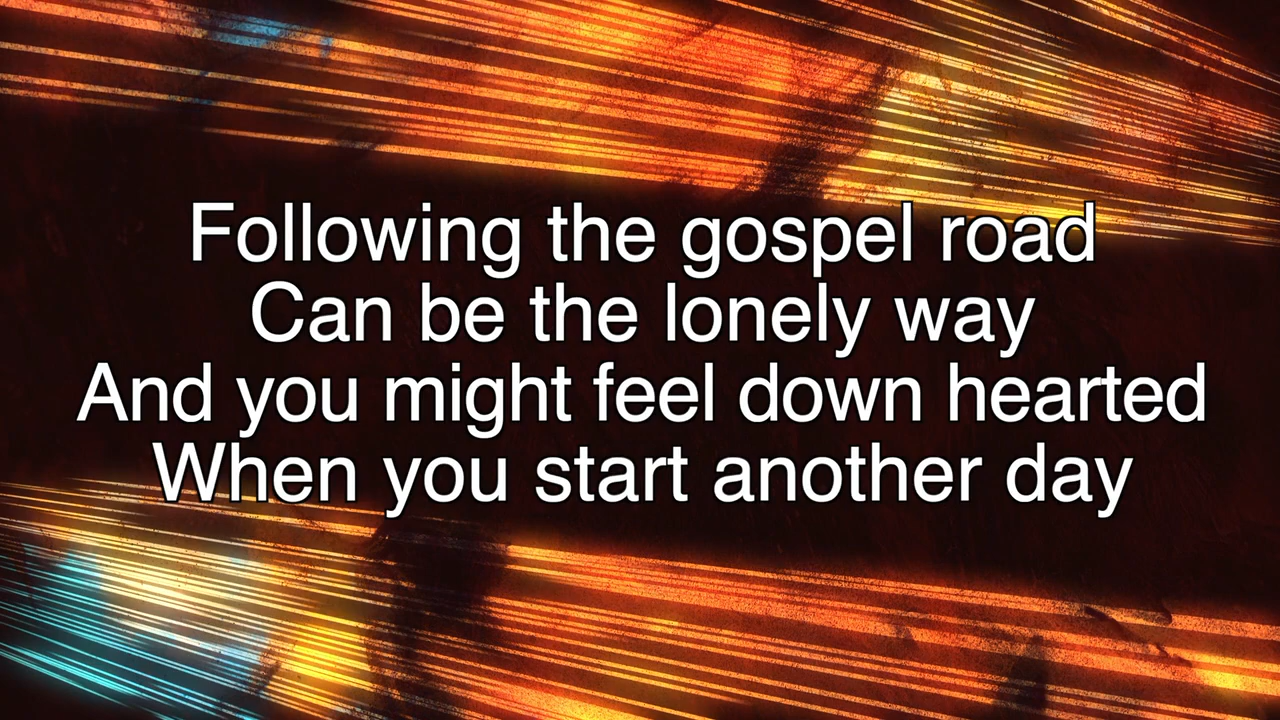 Following the gospel road
Can be the lonely way
And you might feel down hearted
When you start another day